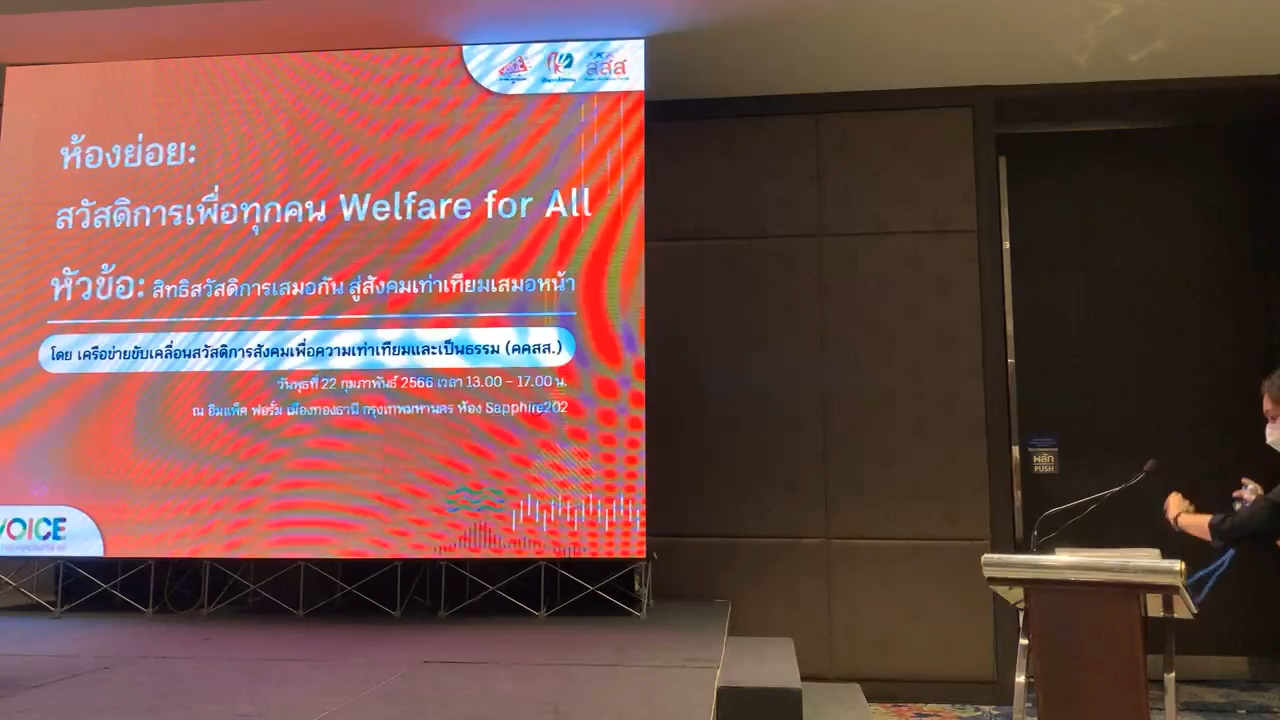 สสส
ห้องย่อย:
สวัสดิการเพื่อทุกคน Welfare for All
หัวข้อ: สิทธิสวัสดิการเสมอกัน สู่สังคมเท่าเทียมเสมอหน้า
โดย เครือข่ายขับเคลื่อนสวัสดิการสังคมเพื่อความเท่าเทียมและเป็นธรรม (คคสส.)
วันพุธที่ 22 กุมภาพันธ์ 2566 เวลา 13.00 – 17.00 น.
ณ อิมแพ็ค ฟอรั่ม เมืองทองธานี กรุงเทพมหานคร ห้อง Sapphire202
VOICE
ผลัก
PUSH